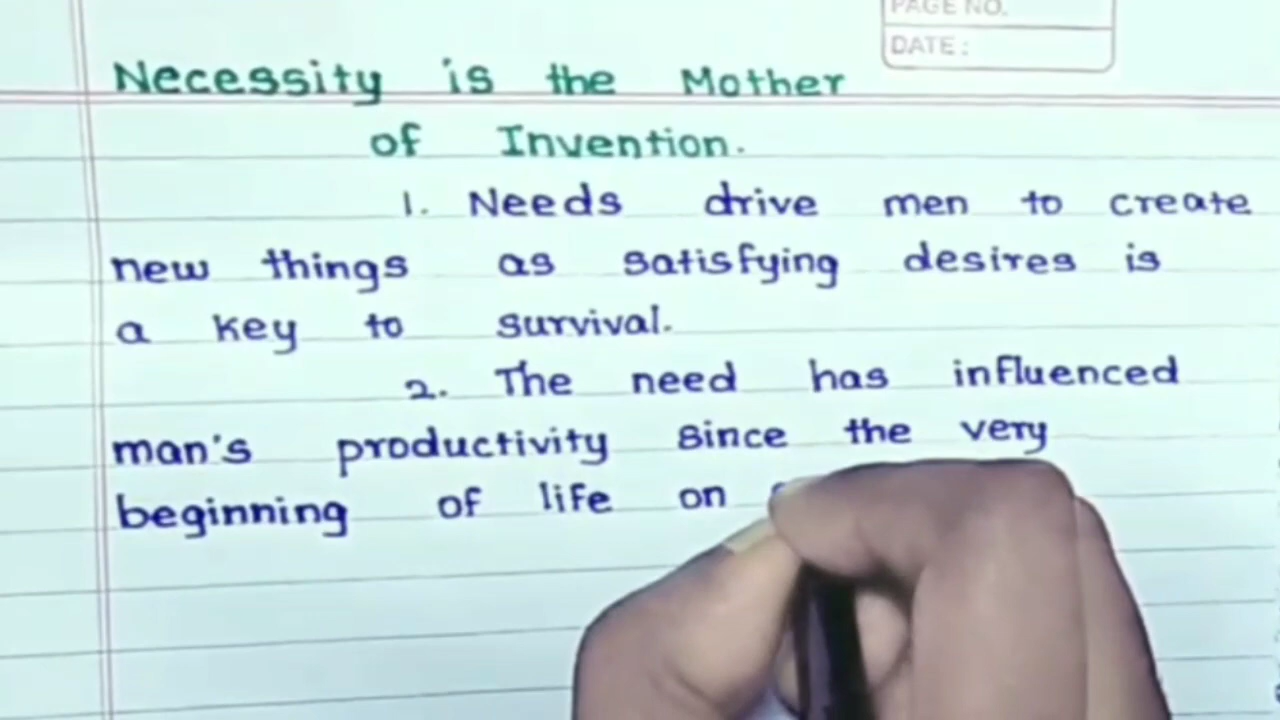 PAGE NO.
DATE:
Necessity is the Mother
of Invention.
1. Needs drive men to create
new things as satisfying desires is
a key to survival.
2. The need has influenced
man's productivity since the very
beginning of life on